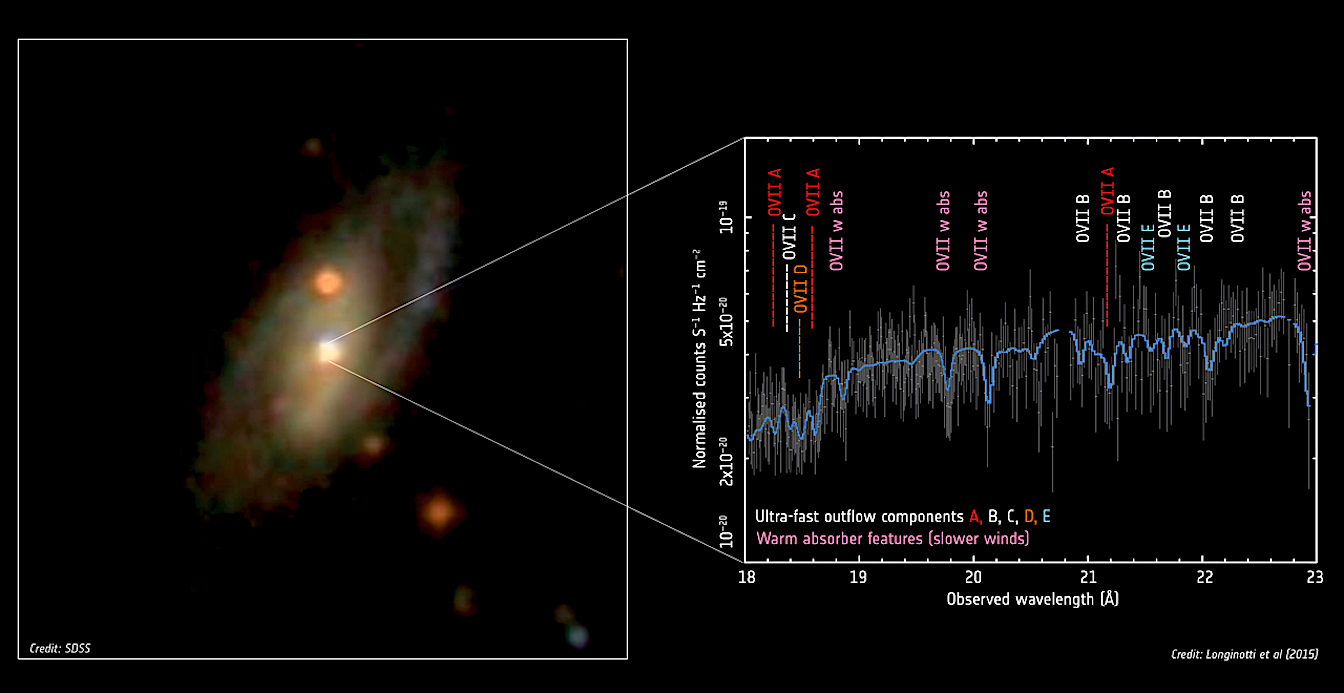 Credit: SDSS
OVII A
OVII C
OVII D
OVII A
OVII w abs
OVII w abs
OVII w abs
OVII B
OVII A
OVII B
OVII E
OVII B
OVII E
OVII B
OVII B
OVII w abs
Normalised counts S⁻¹ Hz⁻¹ cm⁻²
10⁻¹⁹
5x10⁻²⁰
2x10⁻²⁰
10⁻²⁰
Ultra-fast outflow components A, B, C, D, E
Warm absorber features (slower winds)
18 19 20 21 22 23
Observed wavelength (Å)
Credit: Longinotti et al (2015)